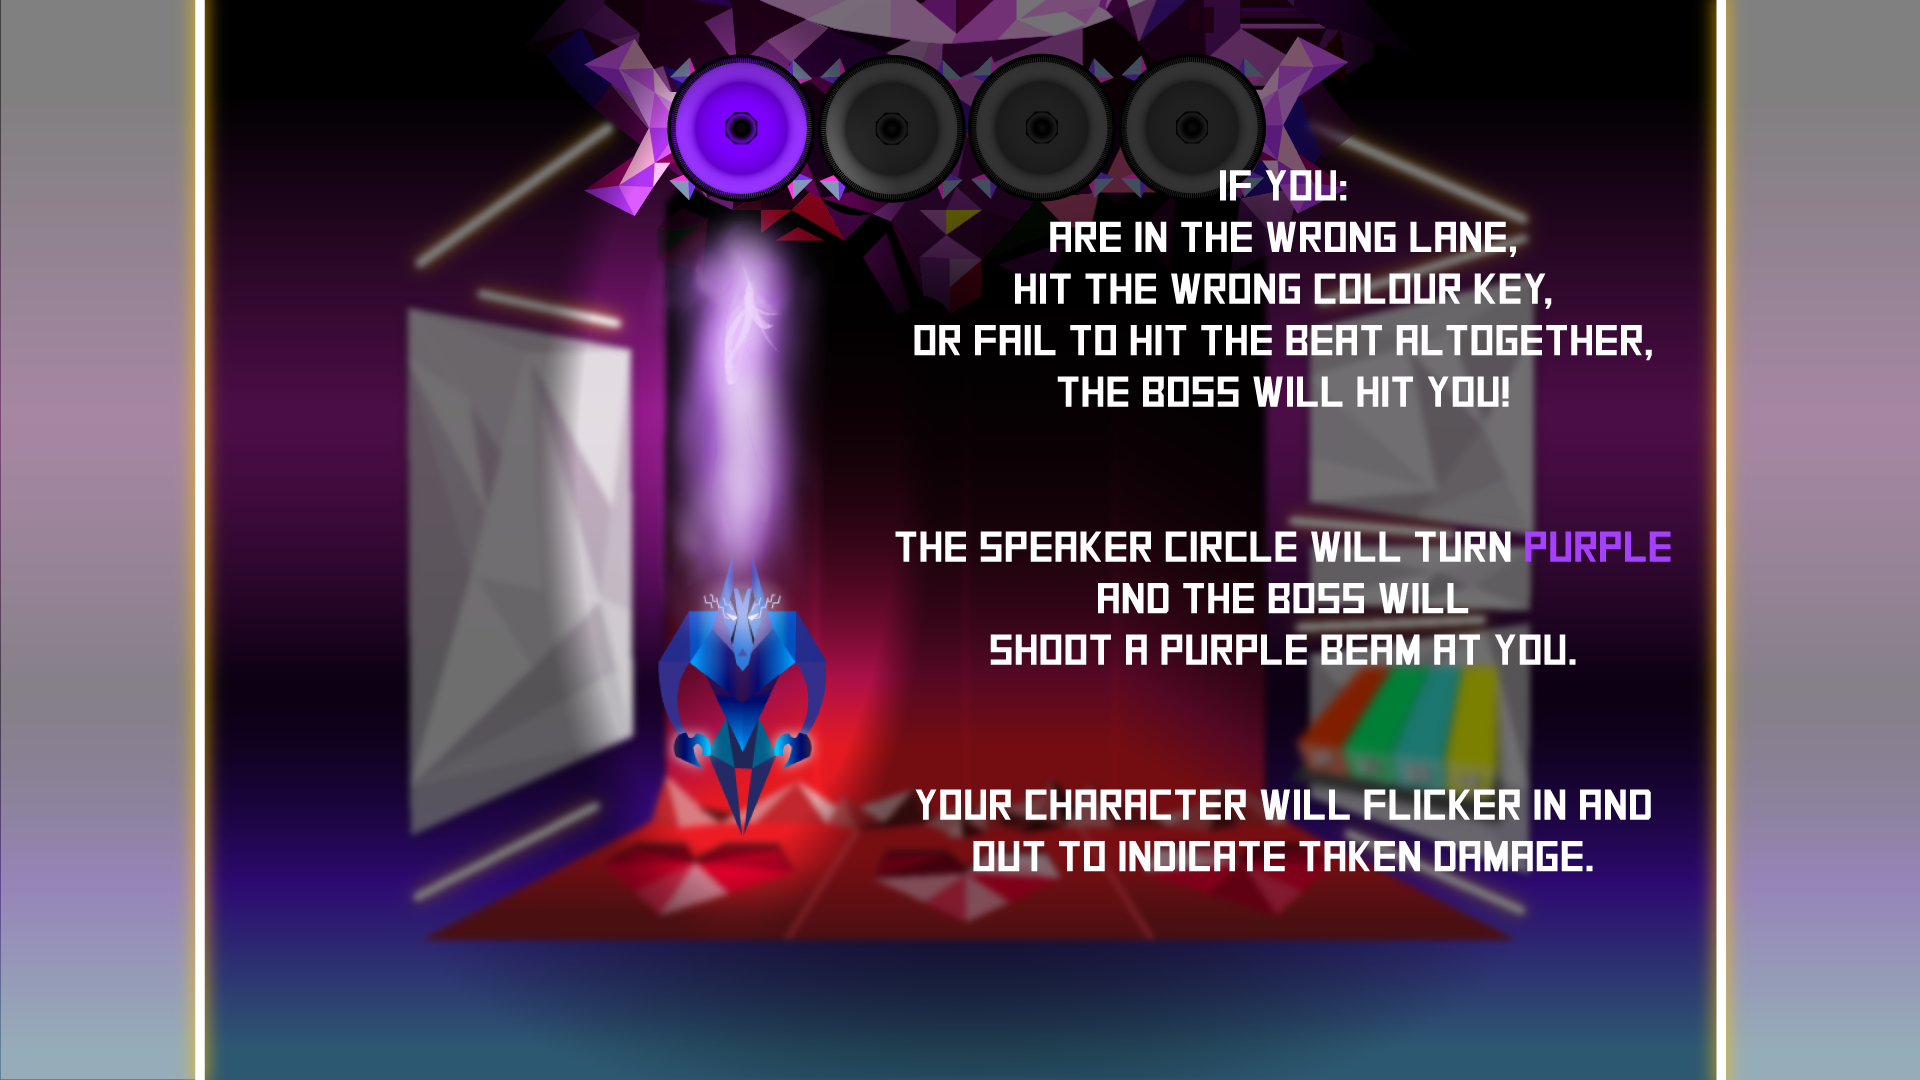 IF YOU:
ARE IN THE WRONG LANE,
HIT THE WRONG COLOUR KEY,
OR FAIL TO HIT THE BEAT ALTOGETHER,
THE BOSS WILL HIT YOU!
THE SPEAKER CIRCLE WILL TURN PURPLE
AND THE BOSS WILL
SHOOT A PURPLE BEAM AT YOU.
YOUR CHARACTER WILL FLICKER IN AND
OUT TO INDICATE TAKEN DAMAGE.